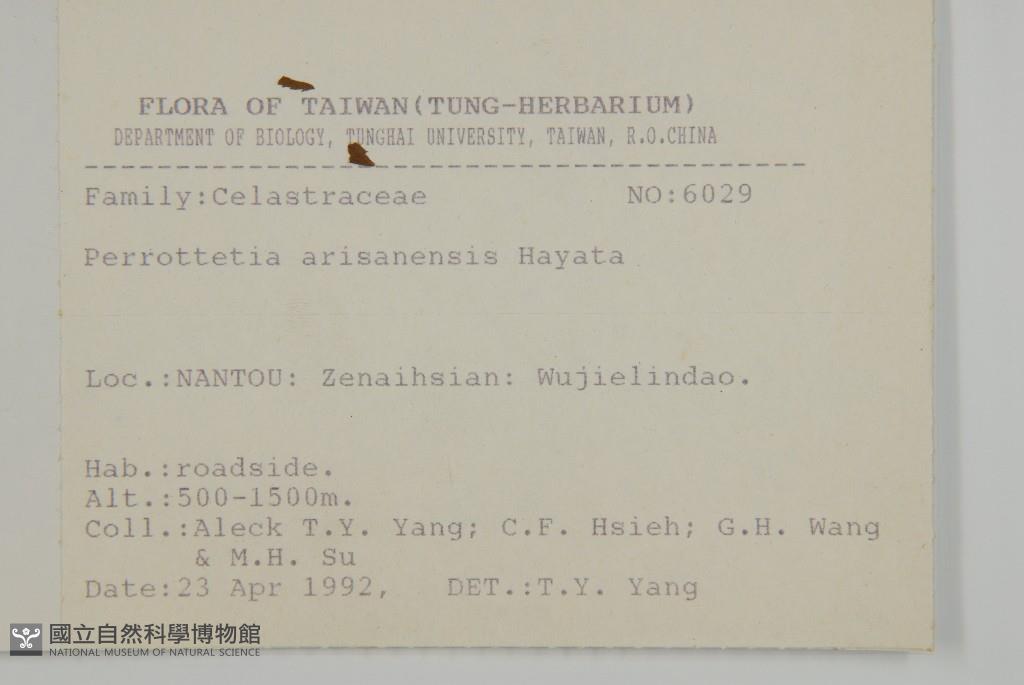 FLORA OF TAIWAN(TUNG-HERBARIUM)
DEPARTMENT OF BIOLOGY, TUNGHAI UNIVERSITY, TAIWAN, R.O.CHINA
Family:Celastraceae NO:6029
Perrottetia arisanensis Hayata
Loc.:NANTOU: Zenaihsian: Wujielindao.
Hab.:roadside.
Alt.:500-1500m.
Coll.:Aleck T.Y. Yang; C.F. Hsieh; G.H. Wang
& M.H. Su
Date:23 Apr 1992, DET.:T.Y. Yang
國立自然科學博物館
NATIONAL MUSEUM OF NATURAL SCIENCE